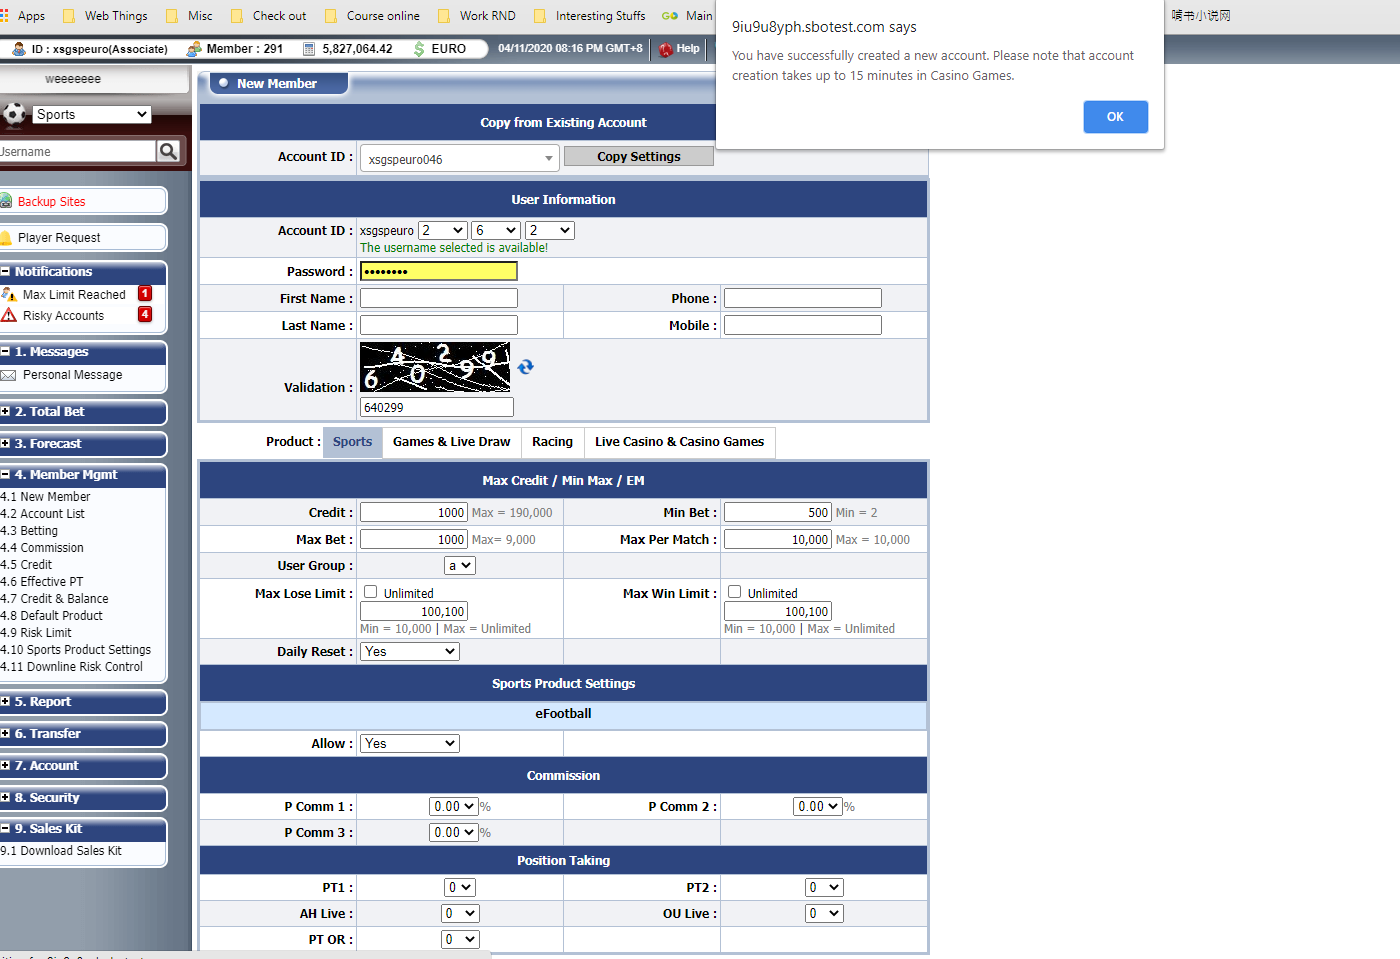 Apps Web Things Misc Check out Course online Work RND Interesting Stuffs GO Main 啃书小说网
9iu9u8yph.sbotest.com says
You have successfully created a new account. Please note that account
creation takes up to 15 minutes in Casino Games.
OK
ID : xsgspeuro(Associate) Member : 291 5,827,064.42 $ EURO 04/11/2020 08:16 PM GMT+8 Help
weeeeeee
Sports
Username
Backup Sites
Player Request
Notifications
Max Limit Reached 1
Risky Accounts 4
1. Messages
Personal Message
2. Total Bet
3. Forecast
4. Member Mgmt
4.1 New Member
4.2 Account List
4.3 Betting
4.4 Commission
4.5 Credit
4.6 Effective PT
4.7 Credit & Balance
4.8 Default Product
4.9 Risk Limit
4.10 Sports Product Settings
4.11 Downline Risk Control
5. Report
6. Transfer
7. Account
8. Security
9. Sales Kit
9.1 Download Sales Kit
New Member
Copy from Existing Account
Account ID : xsgspeuro046 Copy Settings
User Information
Account ID : xsgspeuro 2 6 2
The username selected is available!
Password : ••••••••
First Name : Phone :
Last Name : Mobile :
640299
Validation :
640299
Product : Sports Games & Live Draw Racing Live Casino & Casino Games
Max Credit / Min Max / EM
Credit : 1000 Max = 190,000 Min Bet : 500 Min = 2
Max Bet : 1000 Max= 9,000 Max Per Match : 10,000 Max = 10,000
User Group : a
Max Lose Limit : Unlimited Max Win Limit : Unlimited
100,100 100,100
Min = 10,000 | Max = Unlimited Min = 10,000 | Max = Unlimited
Daily Reset : Yes
Sports Product Settings
eFootball
Allow : Yes
Commission
P Comm 1 : 0.00 % P Comm 2 : 0.00 %
P Comm 3 : 0.00 %
Position Taking
PT1 : 0 PT2 : 0
AH Live : 0 OU Live : 0
PT OR : 0